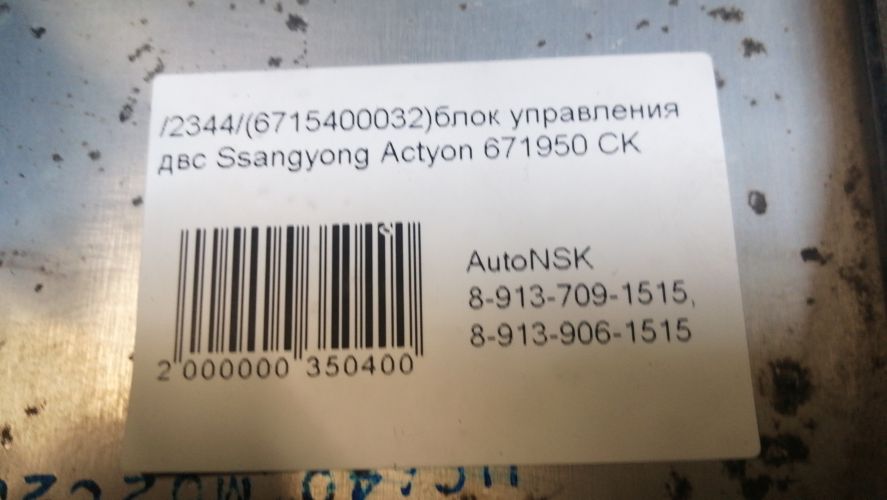 /2344/(6715400032)блок управления
двс Ssangyong Actyon 671950 CK
AutoNSK
8-913-709-1515,
8-913-906-1515
2 000000 350400